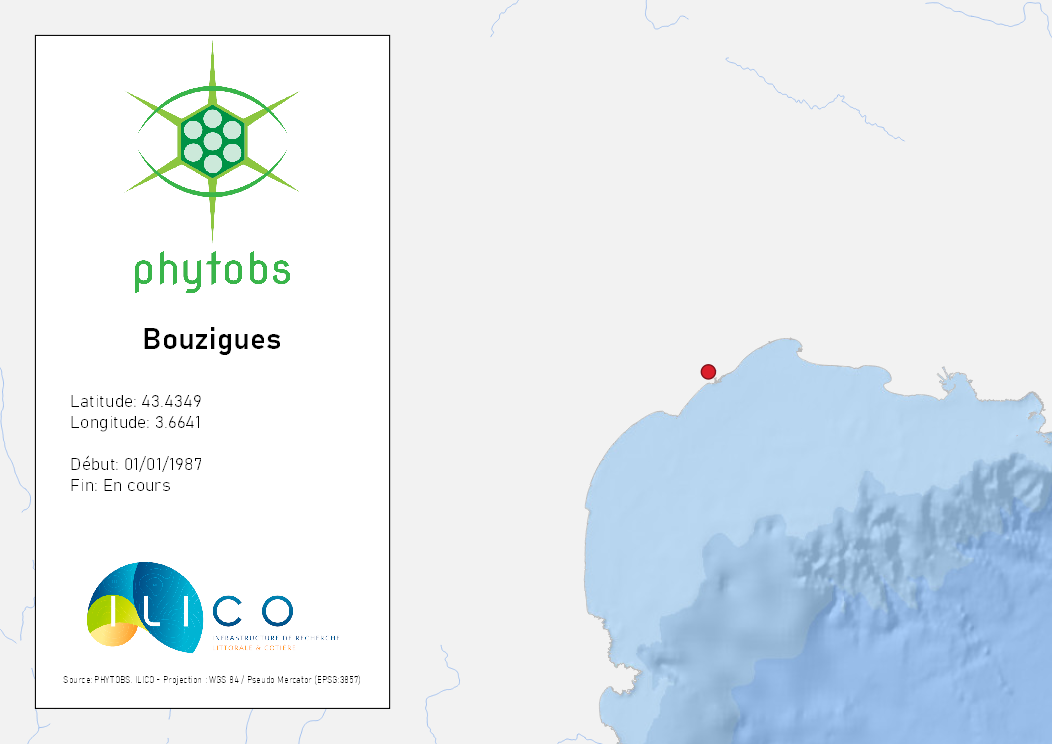 phytobs
Bouzigues
Latitude: 43.4349
Longitude: 3.6641
Début: 01/01/1987
Fin: En cours
ILICO
INFRASTRUCTURE DE RECHERCHE
LITTORALE & CÔTIÈRE
Source: PHYTOBS, ILICO - Projection : WGS 84 / Pseudo Mercator (EPSG:3857)